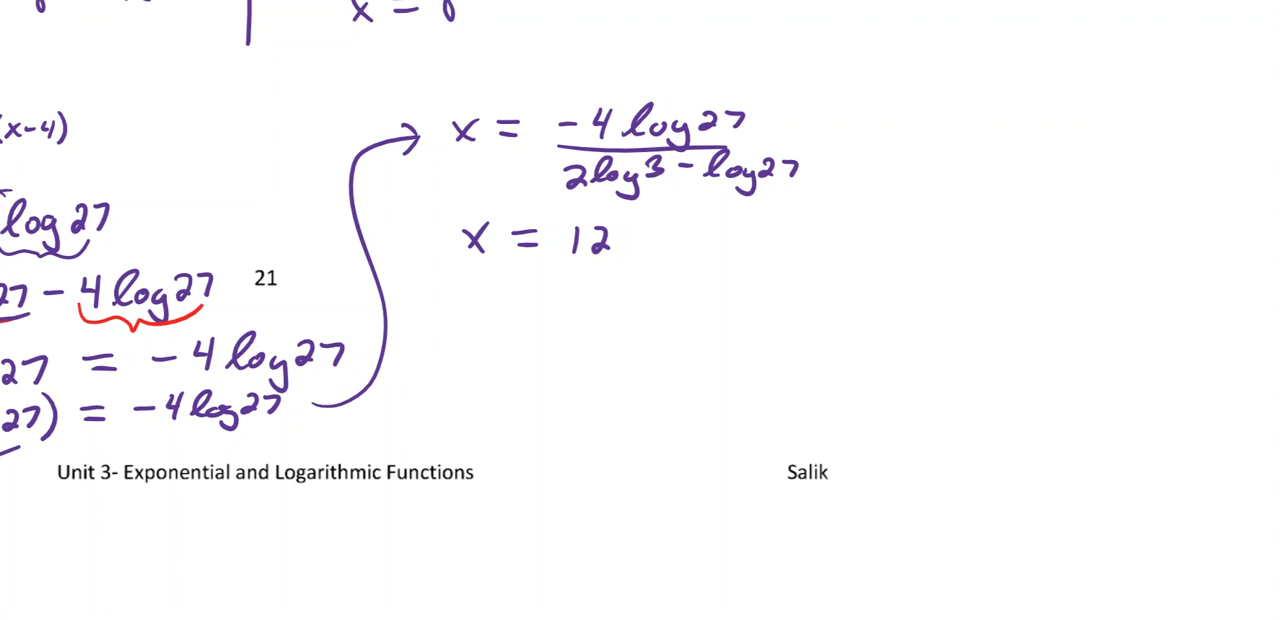 x =
(x-4)
log 27
27 - 4 log 27
27 = -4 log 27
27) = -4 log 27
x = -4 log 27
2 log 3 - log 27
x = 12
21
Unit 3- Exponential and Logarithmic Functions Salik